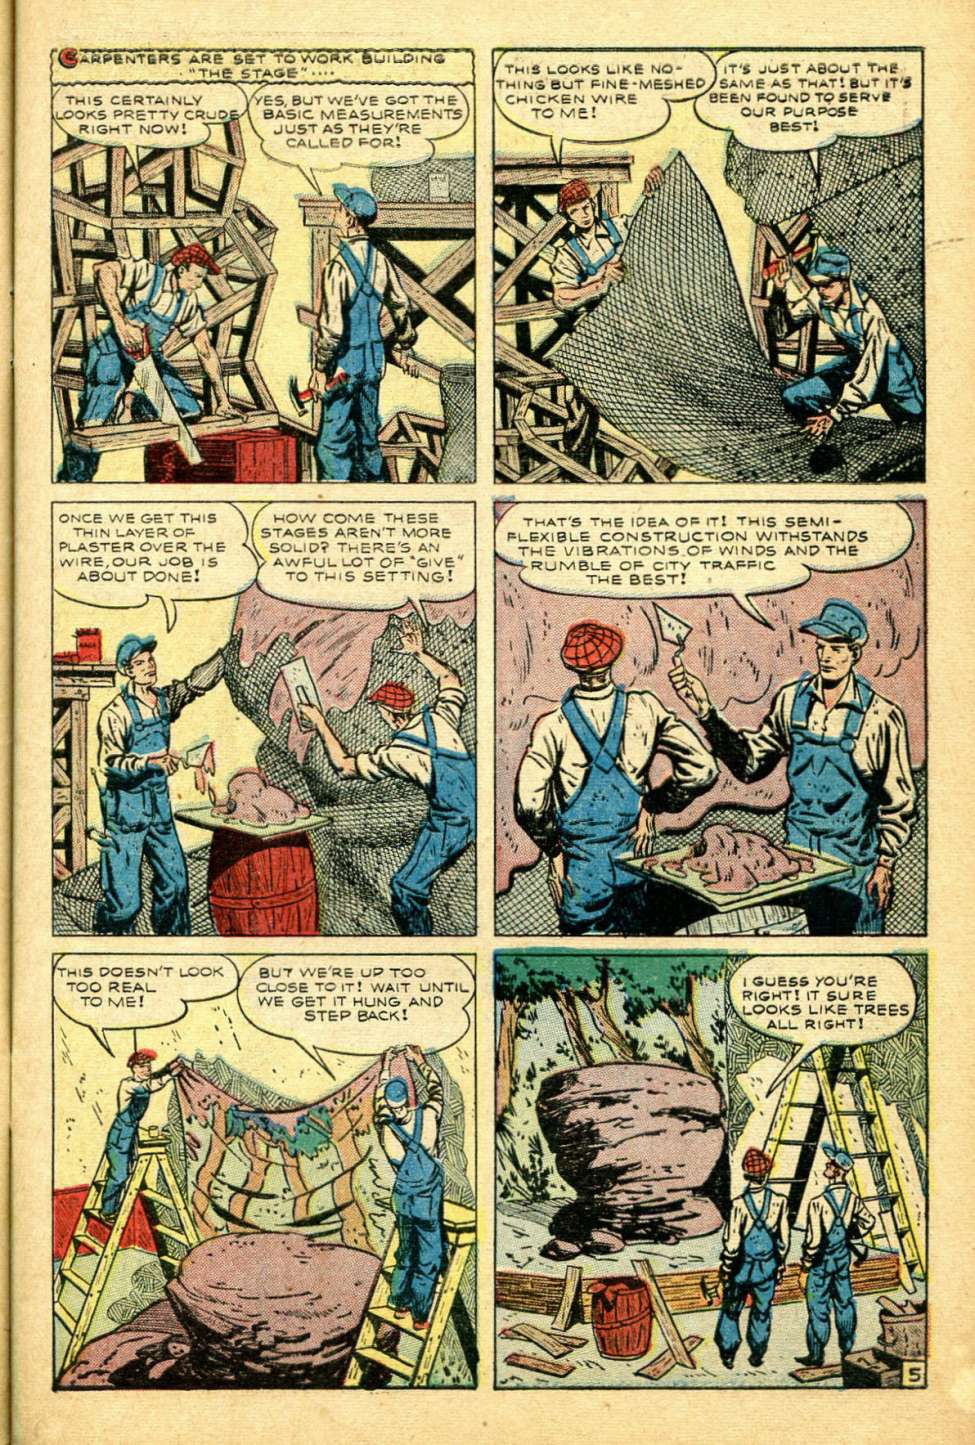 CARPENTERS ARE SET TO WORK BUILDING
"THE STAGE"....
THIS CERTAINLY
LOOKS PRETTY CRUDE
RIGHT NOW!
YES, BUT WE'VE GOT THE
BASIC MEASUREMENTS
JUST AS THEY'RE
CALLED FOR!
THIS LOOKS LIKE NO-
THING BUT FINE-MESHED
CHICKEN WIRE
TO ME!
IT'S JUST ABOUT THE
SAME AS THAT! BUT IT'S
BEEN FOUND TO SERVE
OUR PURPOSE
BEST!
ONCE WE GET THIS
THIN LAYER OF
PLASTER OVER THE
WIRE, OUR JOB IS
ABOUT DONE!
HOW COME THESE
STAGES AREN'T MORE
SOLID? THERE'S AN
AWFUL LOT OF "GIVE"
TO THIS SETTING!
THAT'S THE IDEA OF IT! THIS SEMI-
FLEXIBLE CONSTRUCTION WITHSTANDS
THE VIBRATIONS OF WINDS AND THE
RUMBLE OF CITY TRAFFIC
THE BEST!
THIS DOESN'T LOOK
TOO REAL
TO ME!
BUT WE'RE UP TOO
CLOSE TO IT! WAIT UNTIL
WE GET IT HUNG AND
STEP BACK!
I GUESS YOU'RE
RIGHT! IT SURE
LOOKS LIKE TREES
ALL RIGHT!
5